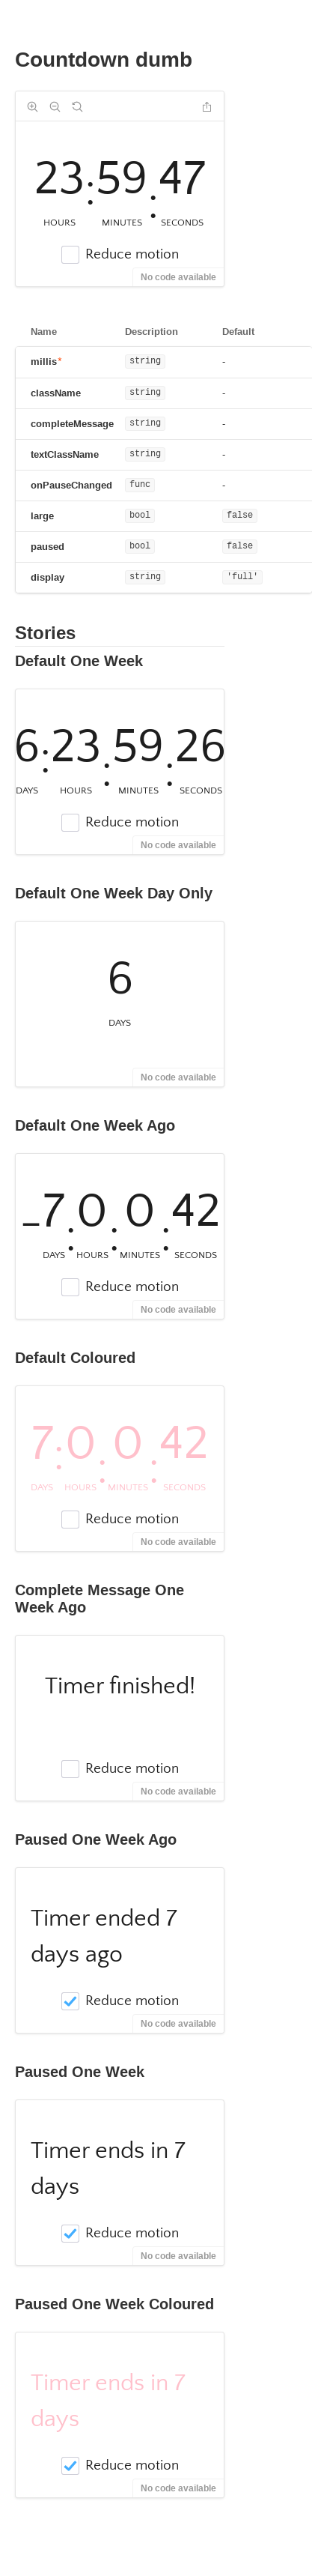 Countdown dumb
23:59:47
HOURS MINUTES SECONDS
Reduce motion
No code available
Name Description Default
millis* string -
className string -
completeMessage string -
textClassName string -
onPauseChanged func -
large bool false
paused bool false
display string 'full'
Stories
Default One Week
6:23:59:26
DAYS HOURS MINUTES SECONDS
Reduce motion
No code available
Default One Week Day Only
6
DAYS
No code available
Default One Week Ago
–7:0:0:42
DAYS HOURS MINUTES SECONDS
Reduce motion
No code available
Default Coloured
7:0:0:42
DAYS HOURS MINUTES SECONDS
Reduce motion
No code available
Complete Message One
Week Ago
Timer finished!
Reduce motion
No code available
Paused One Week Ago
Timer ended 7
days ago
Reduce motion
No code available
Paused One Week
Timer ends in 7
days
Reduce motion
No code available
Paused One Week Coloured
Timer ends in 7
days
Reduce motion
No code available